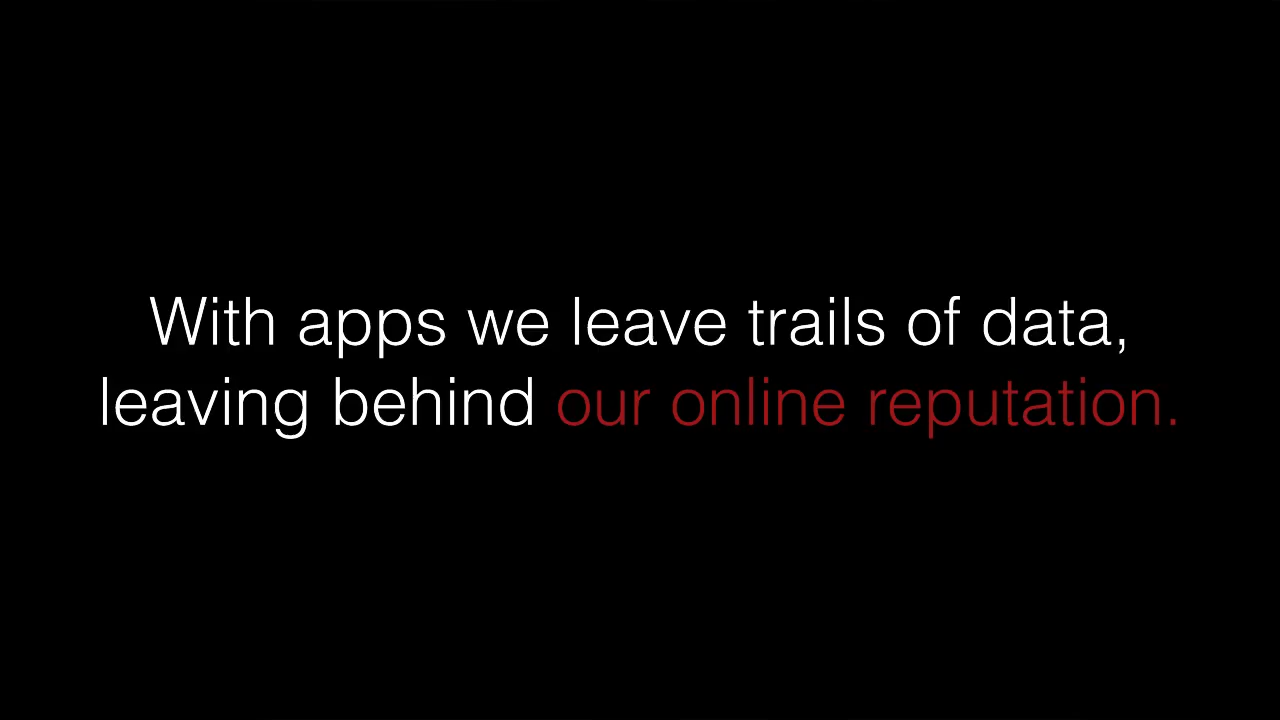 With apps we leave trails of data,
leaving behind our online reputation.